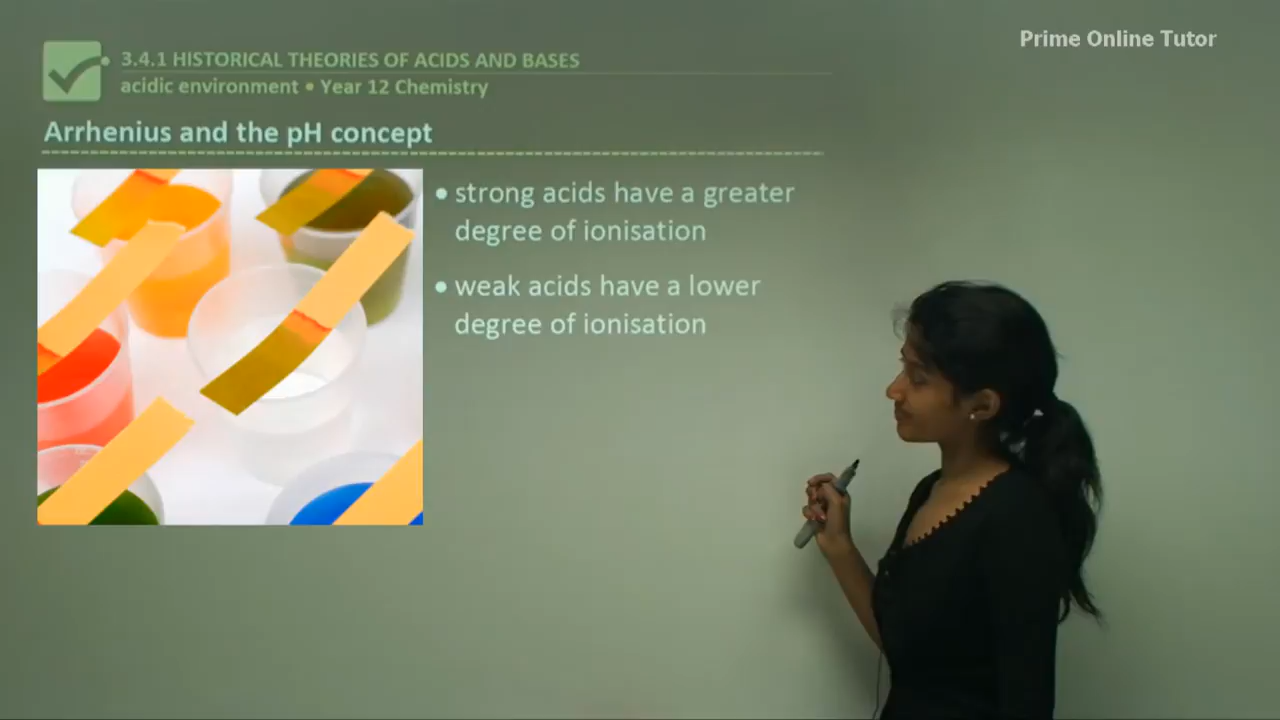 Prime Online Tutor
3.4.1 HISTORICAL THEORIES OF ACIDS AND BASES
acidic environment • Year 12 Chemistry
Arrhenius and the pH concept
• strong acids have a greater
degree of ionisation
• weak acids have a lower
degree of ionisation